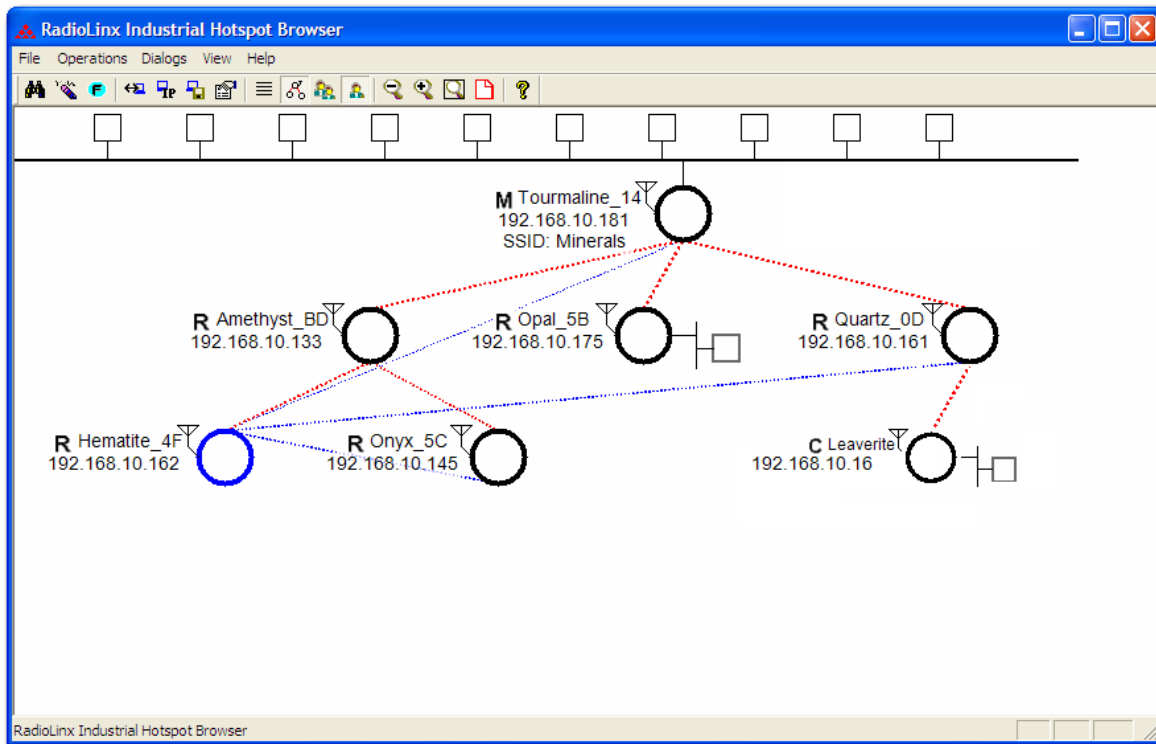 RadioLinx Industrial Hotspot Browser
File Operations Dialogs View Help
F IP ?
M Tourmaline_14
192.168.10.181
SSID: Minerals
R Amethyst_BD
192.168.10.133
R Opal_5B
192.168.10.175
R Quartz_0D
192.168.10.161
R Hematite_4F
192.168.10.162
R Onyx_5C
192.168.10.145
C Leaverite
192.168.10.16
RadioLinx Industrial Hotspot Browser